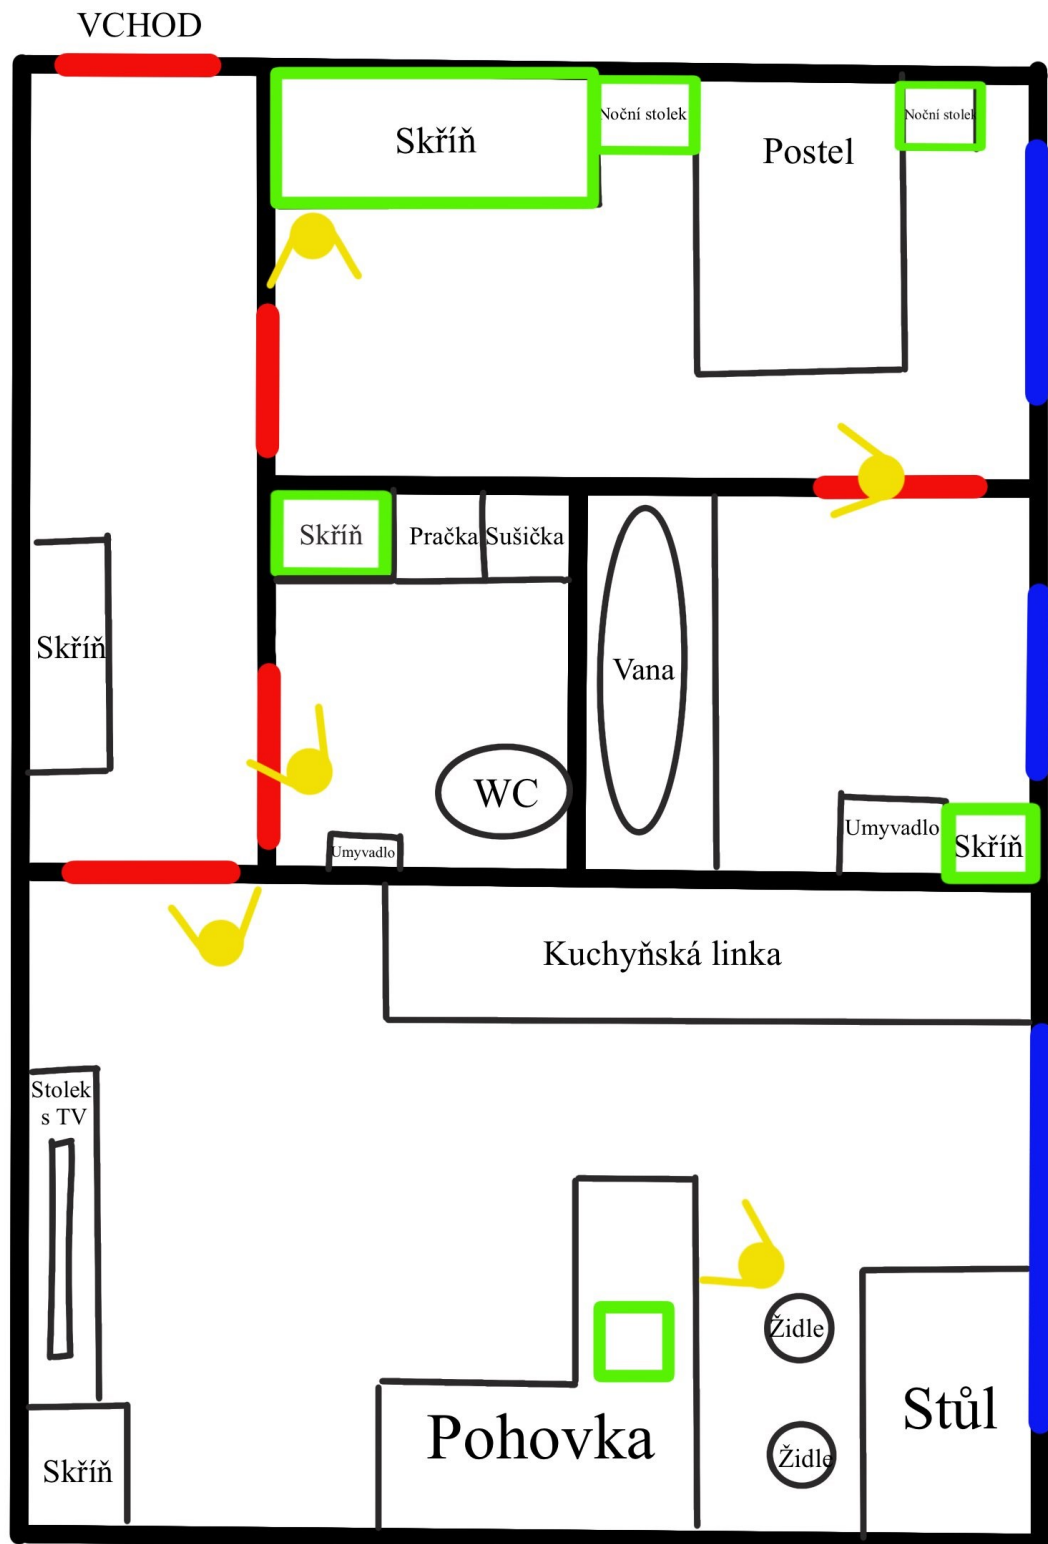 VCHOD
Skříň
Noční stolek
Postel
Noční stolek
Skříň
Pračka
Sušička
Skříň
Vana
WC
Umyvadlo
Umyvadlo
Skříň
Kuchyňská linka
Stolek
s TV
Židle
Pohovka
Stůl
Židle
Skříň